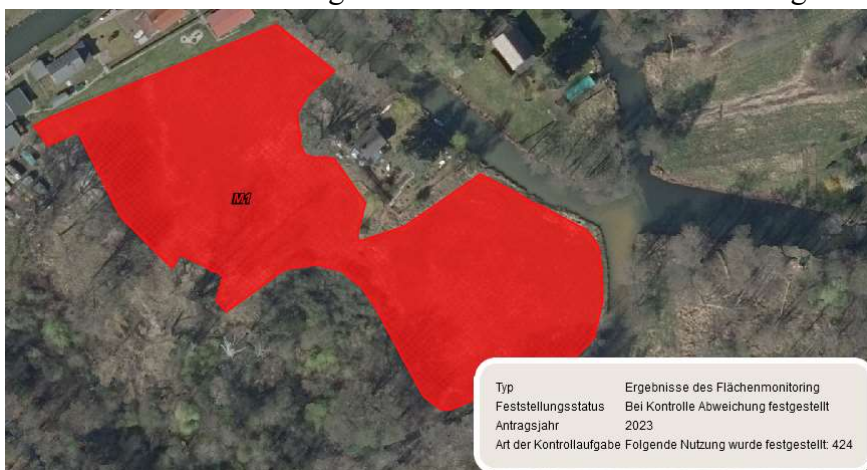 M1
Typ Ergebnisse des Flächenmonitoring
Feststellungsstatus Bei Kontrolle Abweichung festgestellt
Antragsjahr 2023
Art der Kontrollaufgabe Folgende Nutzung wurde festgestellt: 424